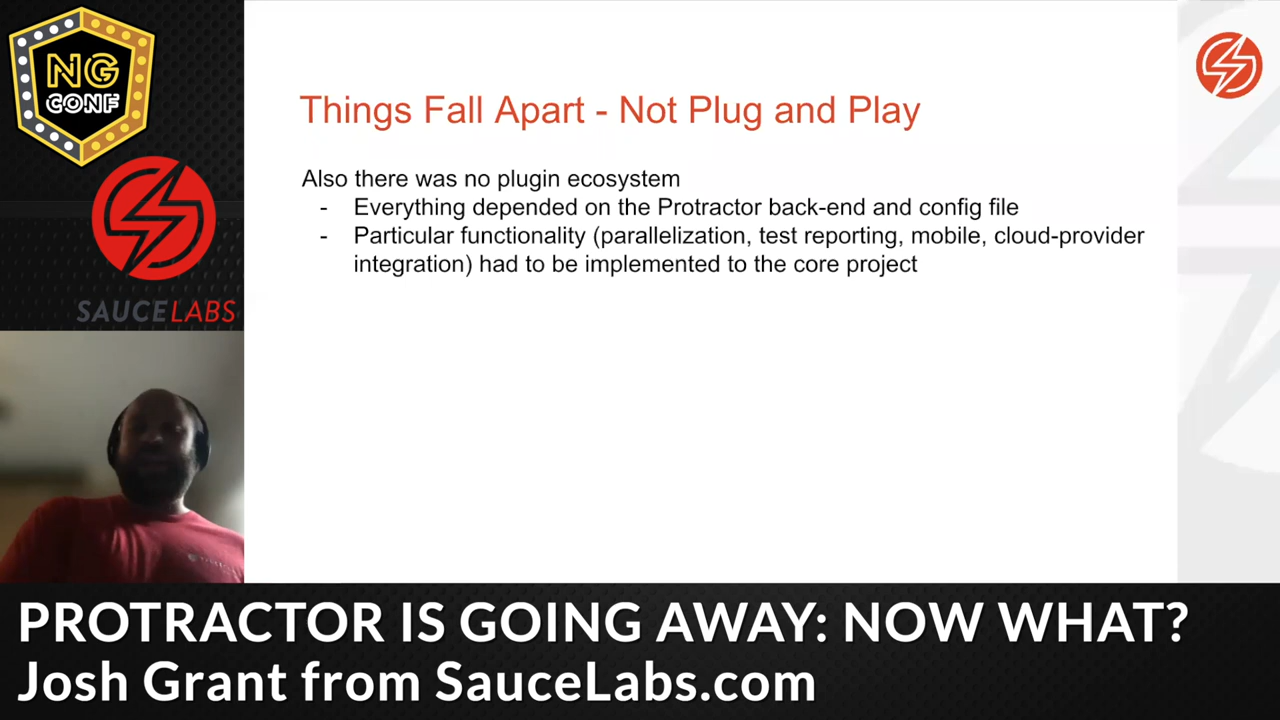 NG
CONF
SAUCELABS
Things Fall Apart - Not Plug and Play
Also there was no plugin ecosystem
- Everything depended on the Protractor back-end and config file
- Particular functionality (parallelization, test reporting, mobile, cloud-provider
integration) had to be implemented to the core project
PROTRACTOR IS GOING AWAY: NOW WHAT?
Josh Grant from SauceLabs.com